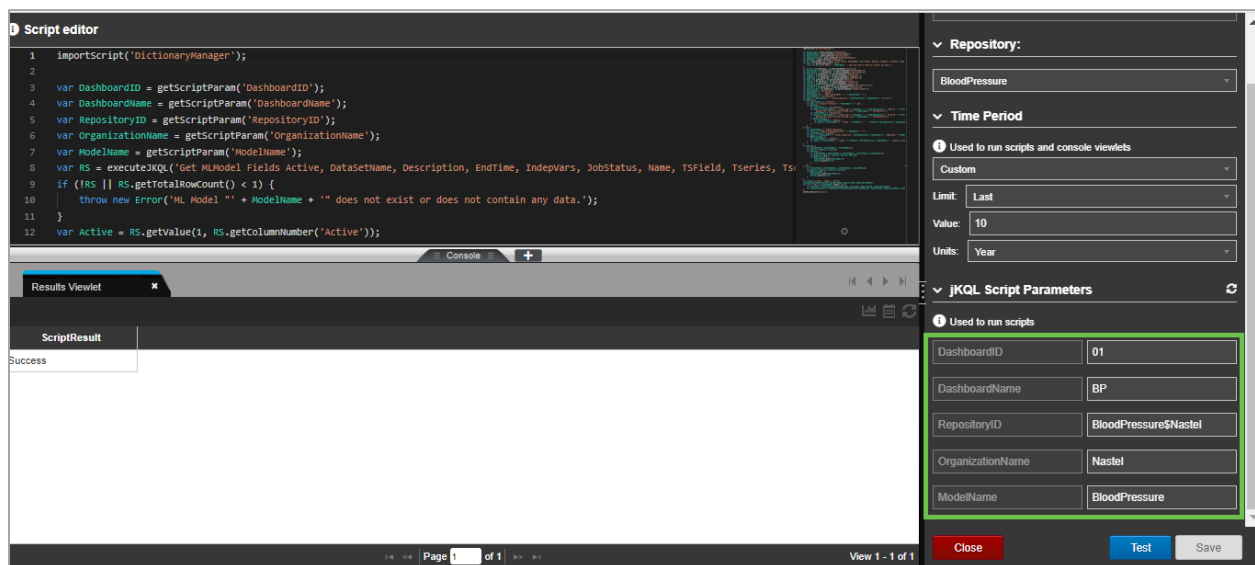 Script editor
1 importScript('DictionaryManager');
2
3 var DashboardID = getScriptParam('DashboardID');
4 var DashboardName = getScriptParam('DashboardName');
5 var RepositoryID = getScriptParam('RepositoryID');
6 var OrganizationName = getScriptParam('OrganizationName');
7 var ModelName = getScriptParam('ModelName');
8 var RS = executeJKQL('Get MLModel Fields Active, DataSetName, Description, EndTime, IndepVars, JobStatus, Name, TSField, Tseries, Tse
9 if (!RS || RS.getTotalRowCount() < 1) {
10 throw new Error('ML Model "' + ModelName + '" does not exist or does not contain any data.');
11 }
12 var Active = RS.getValue(1, RS.getColumnNumber('Active'));
Console
Results Viewlet
ScriptResult
Success
Page 1 of 1
View 1 - 1 of 1
Repository:
BloodPressure
Time Period
Used to run scripts and console viewlets
Custom
Limit: Last
Value: 10
Units: Year
jKQL Script Parameters
Used to run scripts
DashboardID 01
DashboardName BP
RepositoryID BloodPressure$Nastel
OrganizationName Nastel
ModelName BloodPressure
Close Test Save